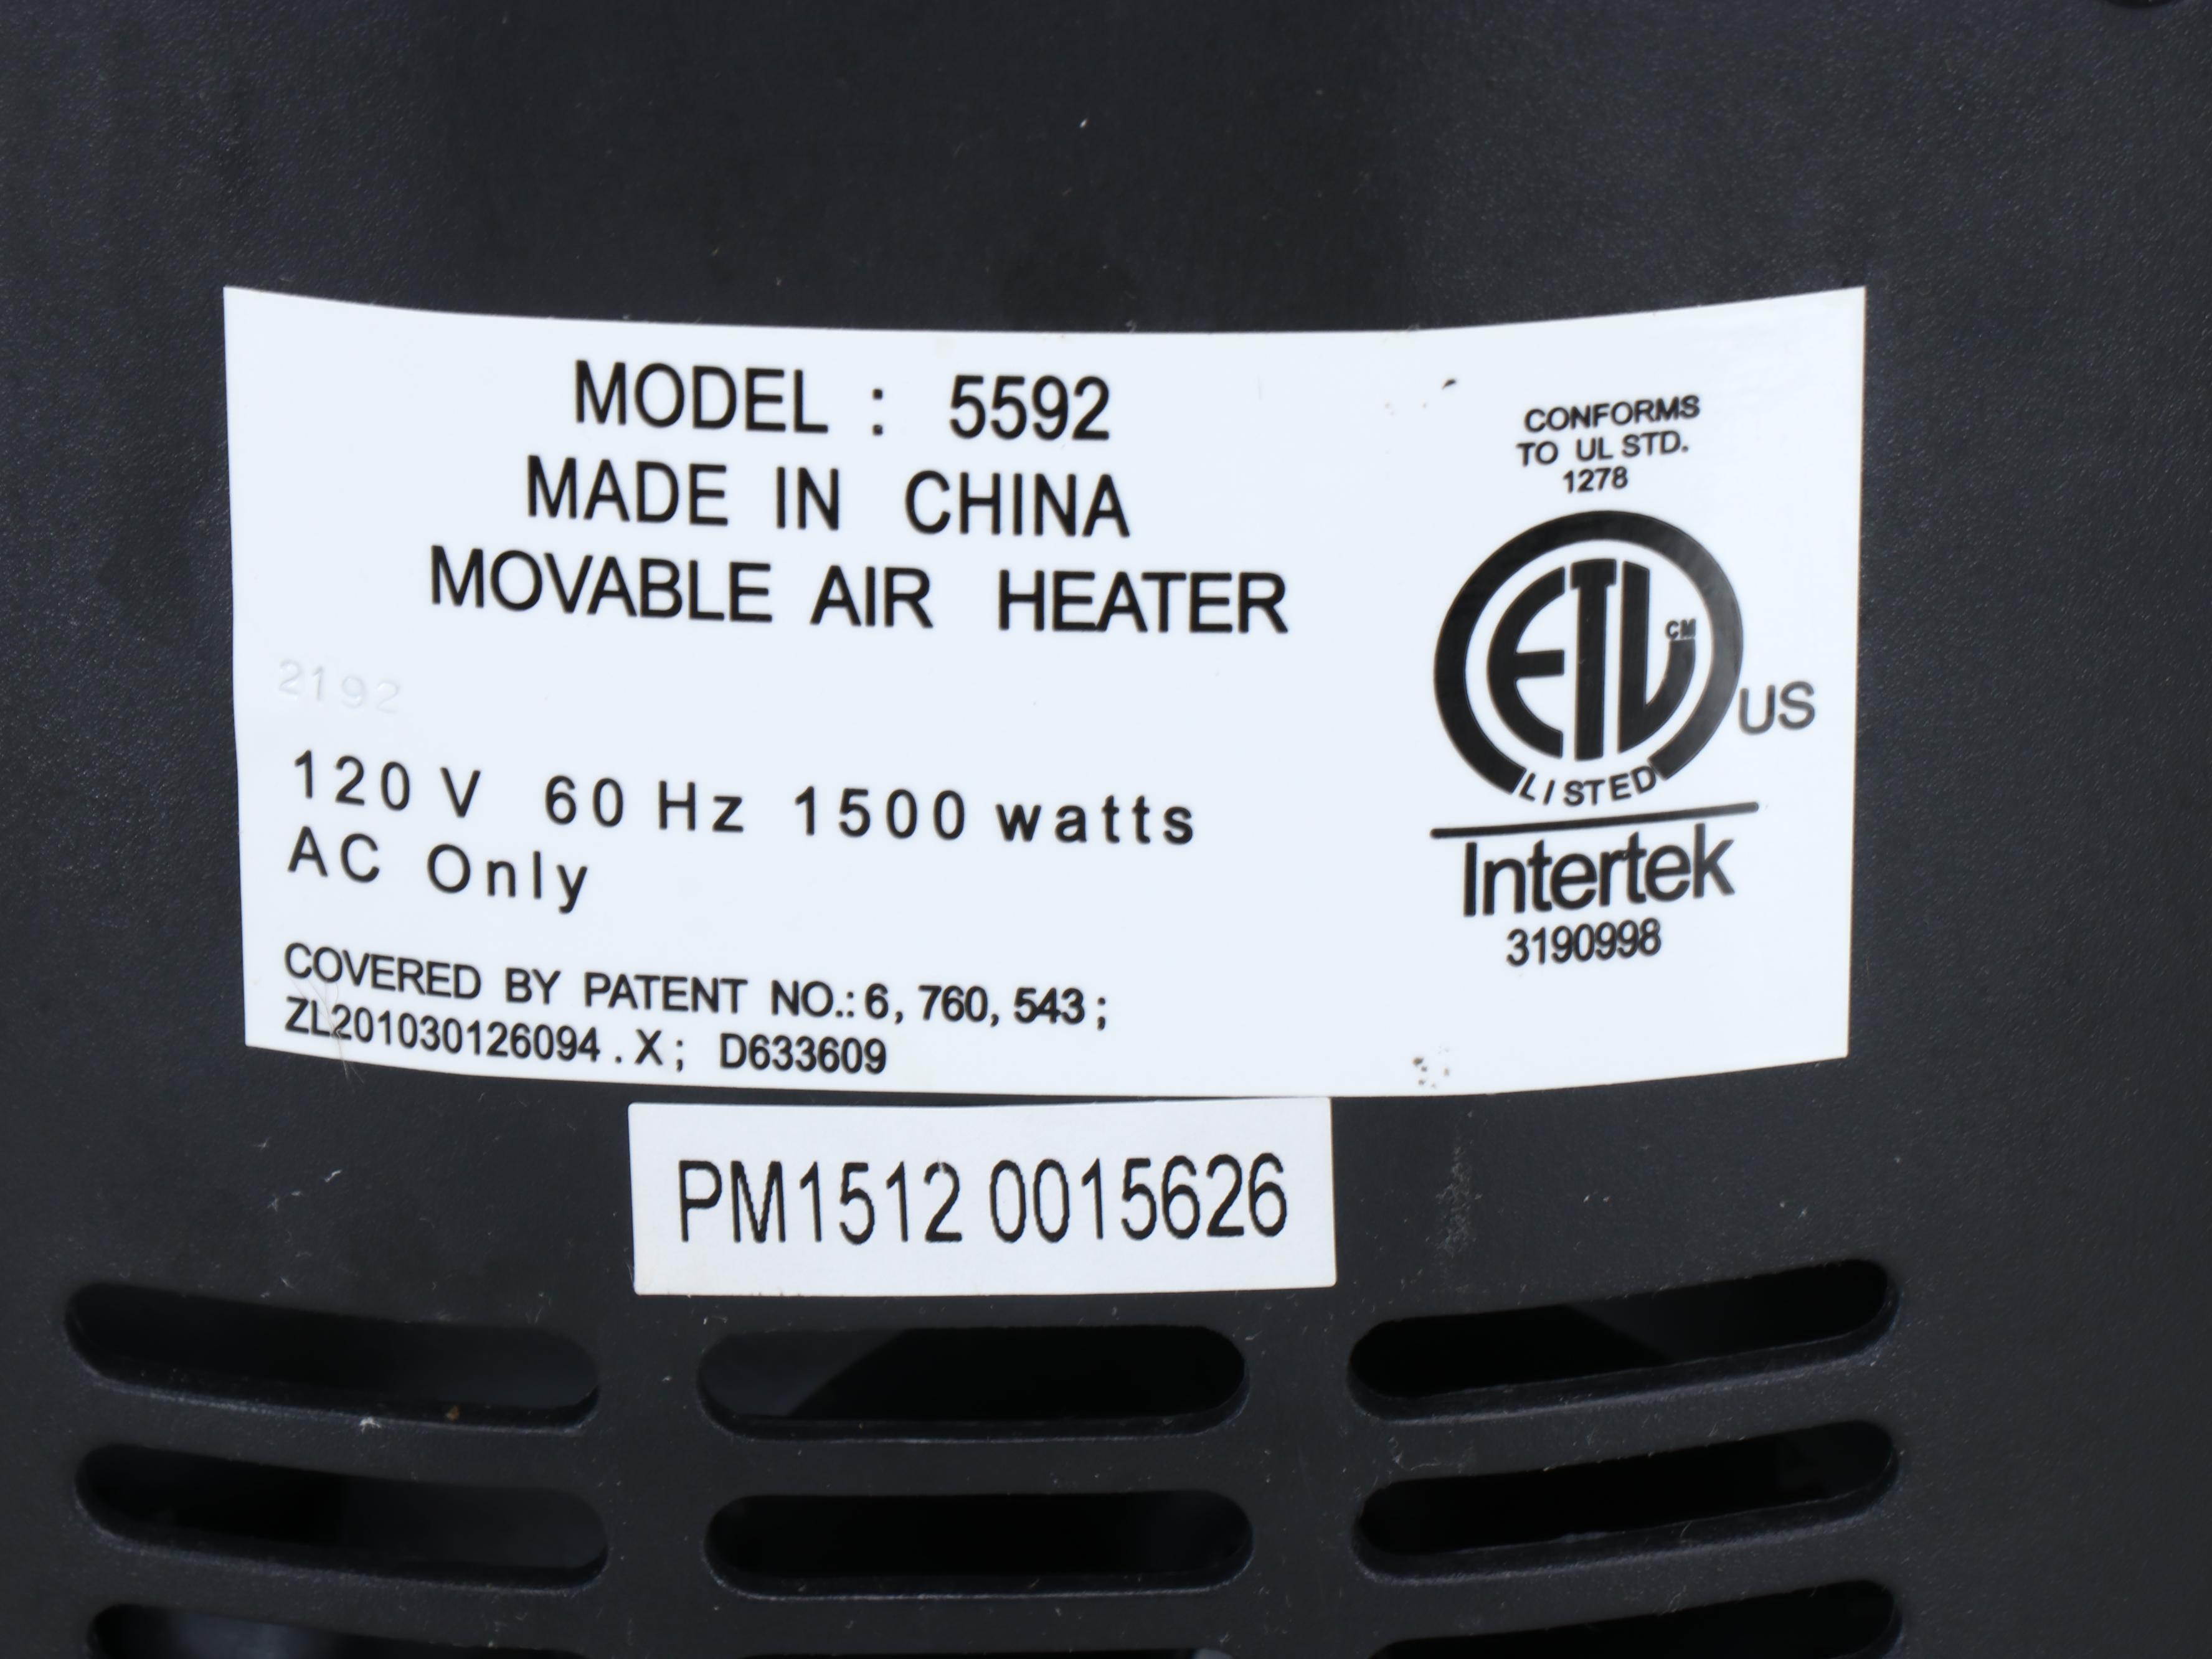 MODEL : 5592
MADE IN CHINA
MOVABLE AIR HEATER
2192
120 V 60 Hz 1500 watts
AC Only
COVERED BY PATENT NO.: 6, 760, 543 ;
ZL201030126094 . X ; D633609
CONFORMS
TO UL STD.
1278
ETL CM
US
LISTED
Intertek
3190998
PM1512 0015626